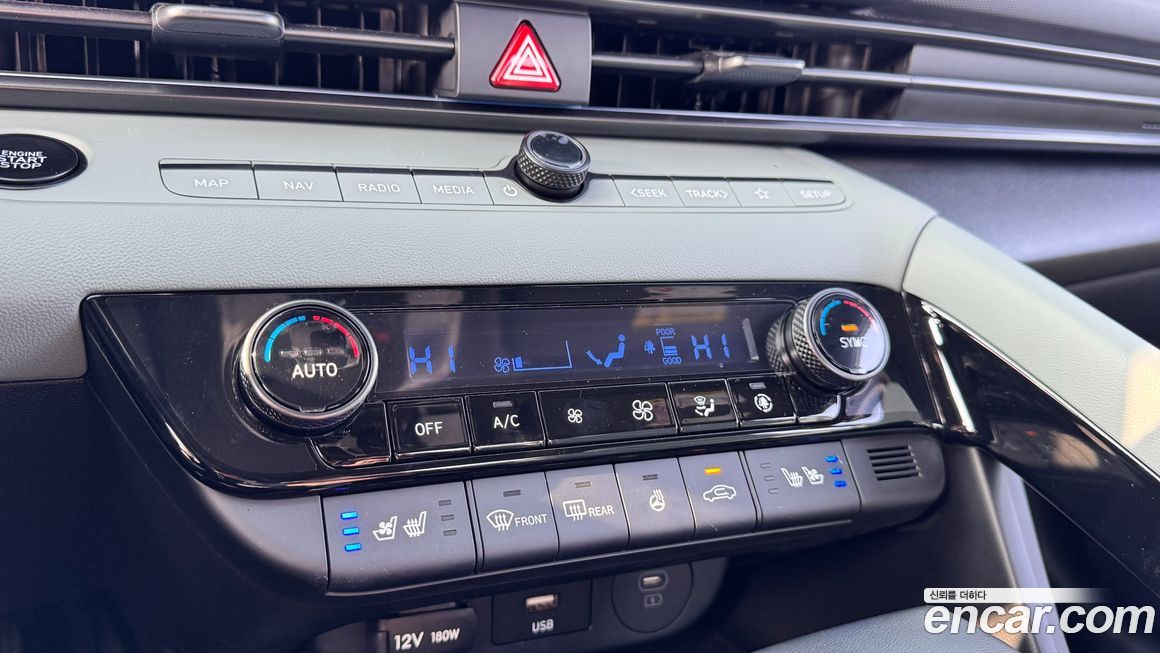 ENGINE
START
STOP
MAP NAV RADIO MEDIA <SEEK TRACK> SETUP
HI POOR GOOD HI
AUTO SYNC
OFF A/C
FRONT REAR
12V 180W USB
신뢰를 더하다
encar.com